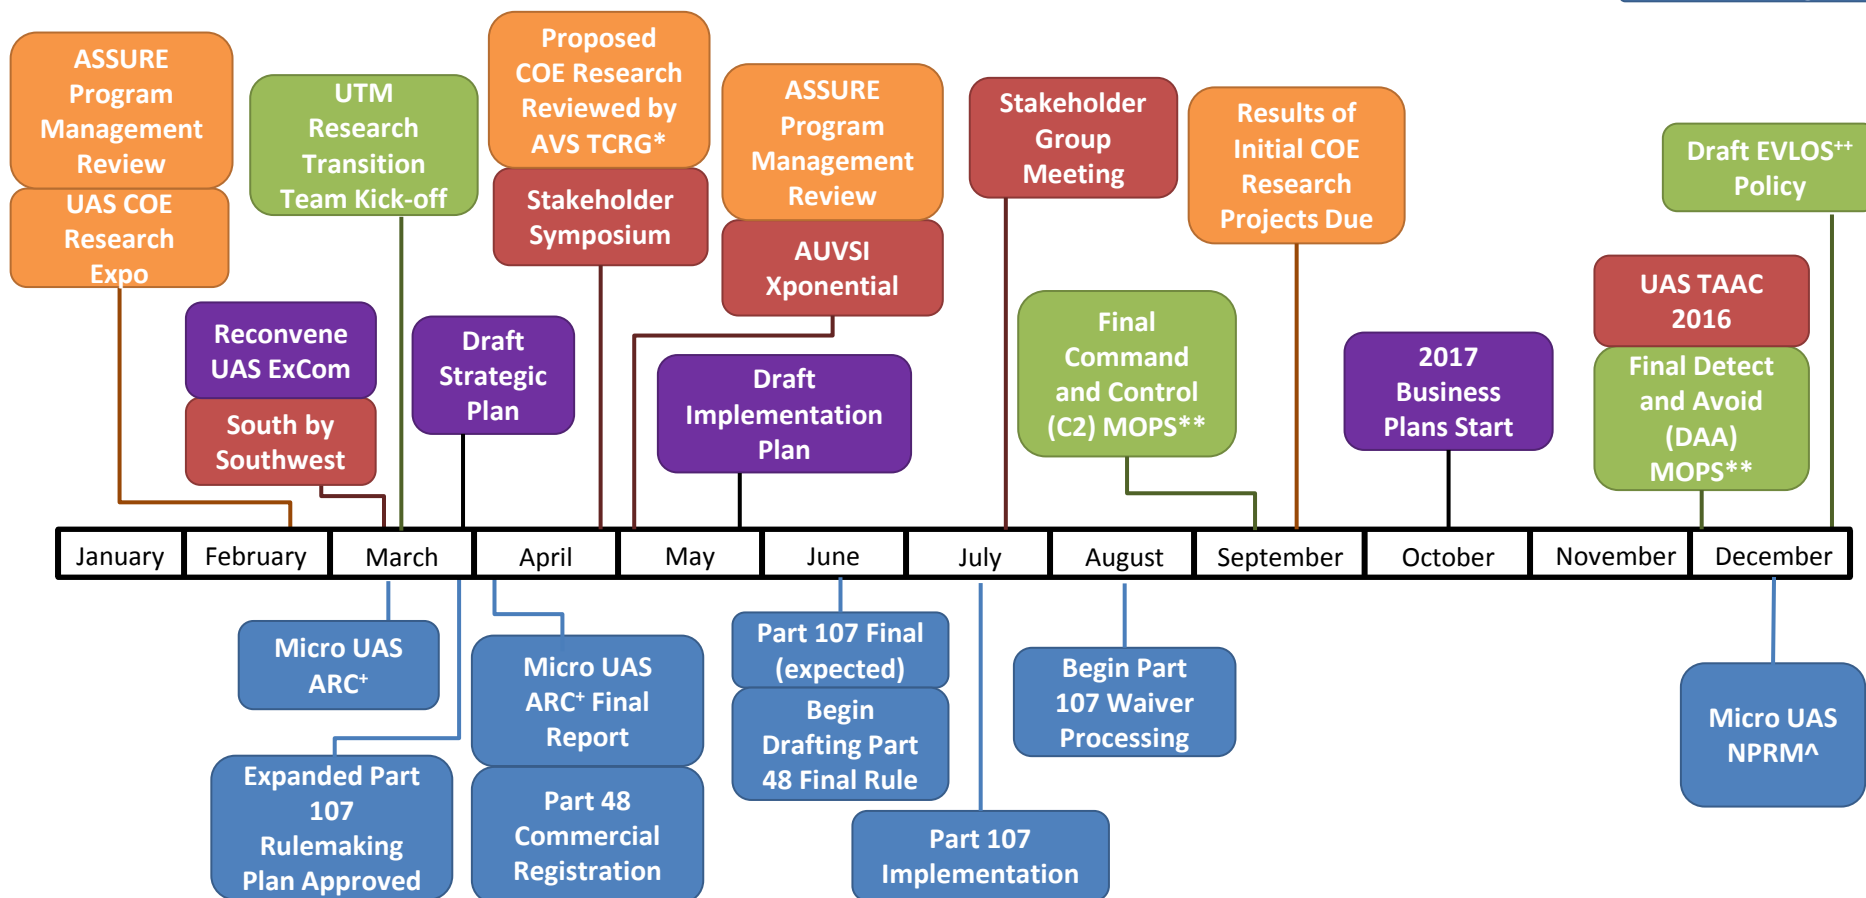 ASSURE
Program
Management
Review
UAS COE
Research
Expo
UTM
Research
Transition
Team Kick-off
Reconvene
UAS ExCom
South by
Southwest
Draft
Strategic
Plan
Proposed
COE Research
Reviewed by
AVS TCRG*
Stakeholder
Symposium
ASSURE
Program
Management
Review
AUVSI
Xponential
Draft
Implementation
Plan
Stakeholder
Group
Meeting
Final
Command
and Control
(C2) MOPS**
Results of
Initial COE
Research
Projects Due
2017
Business
Plans Start
UAS TAAC
2016
Final Detect
and Avoid
(DAA)
MOPS**
Draft EVLOS++
Policy
January February March April May June July August September October November December
Micro UAS
ARC+
Expanded Part
107
Rulemaking
Plan Approved
Micro UAS
ARC+ Final
Report
Part 48
Commercial
Registration
Part 107 Final
(expected)
Begin
Drafting Part
48 Final Rule
Part 107
Implementation
Begin Part
107 Waiver
Processing
Micro UAS
NPRM^